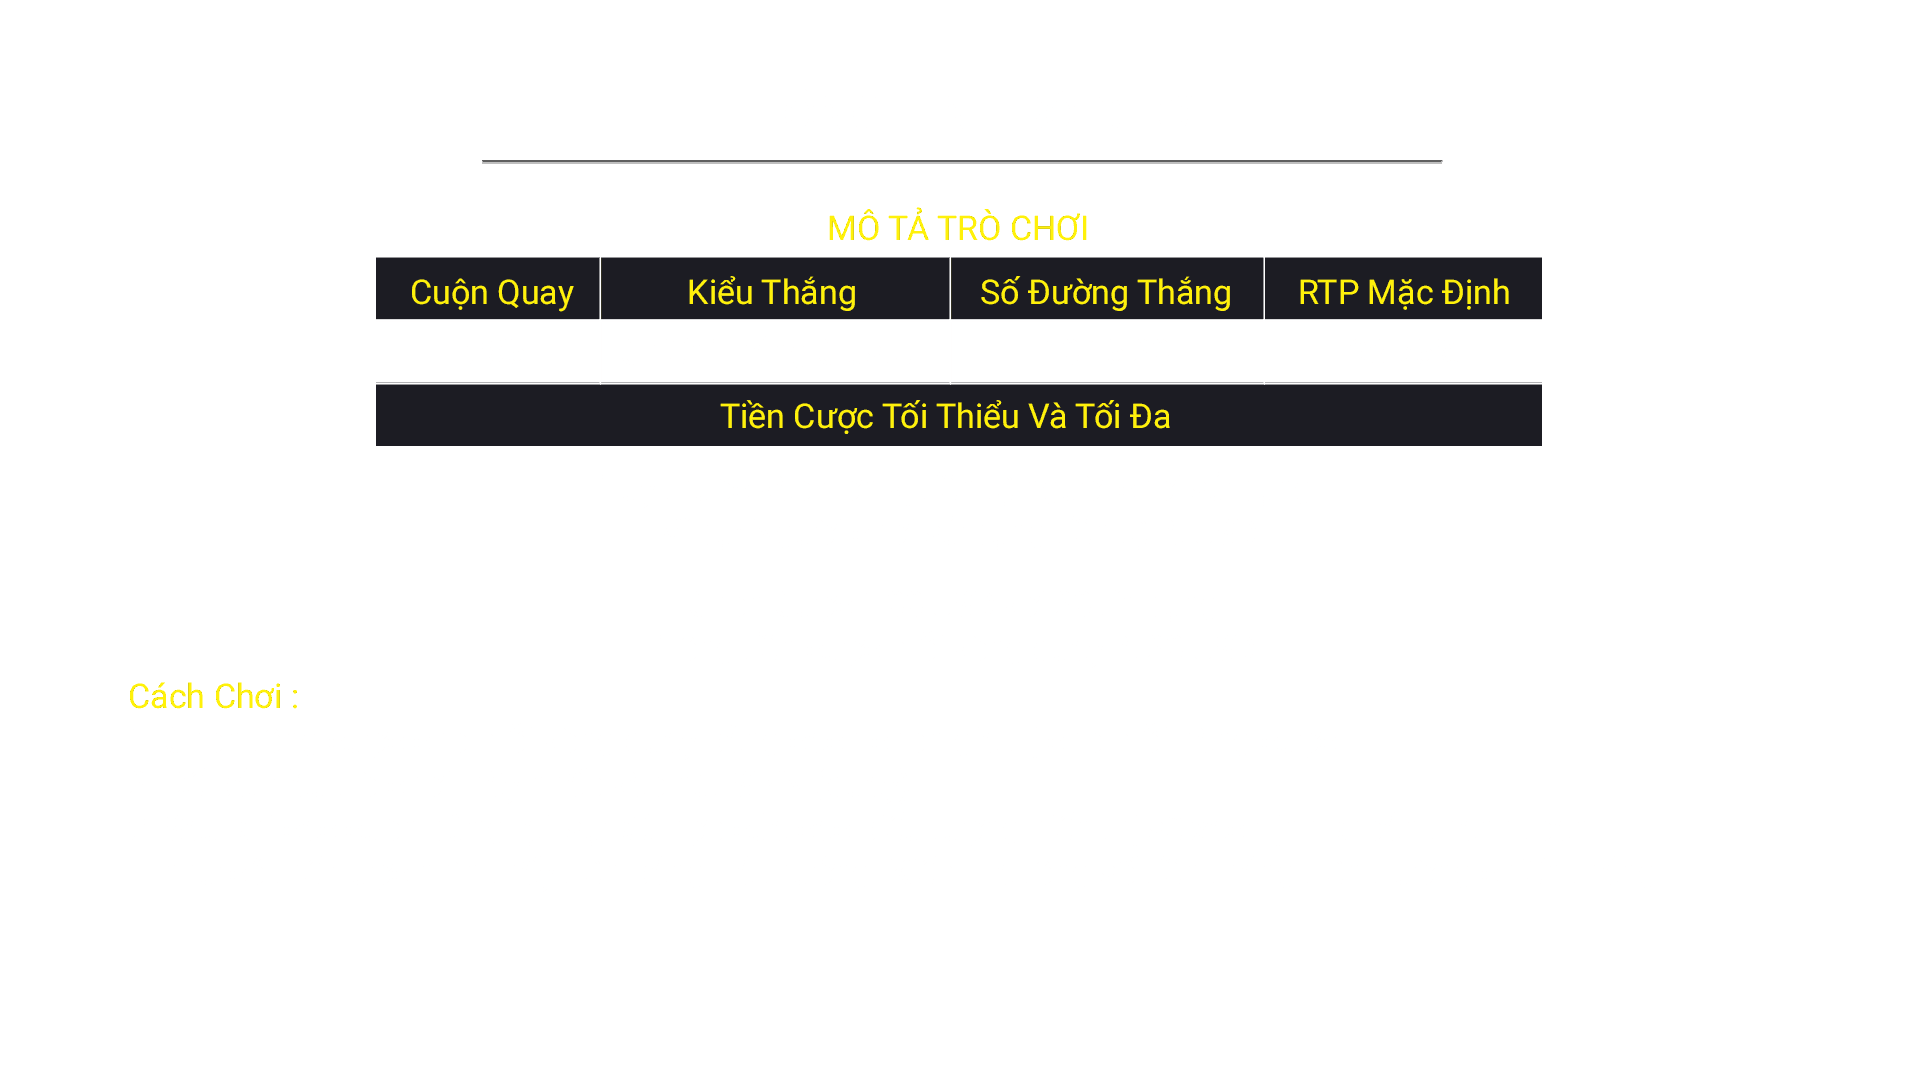 MÔ TẢ TRÒ CHƠI
Cuộn Quay Kiểu Thắng Số Đường Thắng RTP Mặc Định
Tiền Cược Tối Thiểu Và Tối Đa
Cách Chơi :